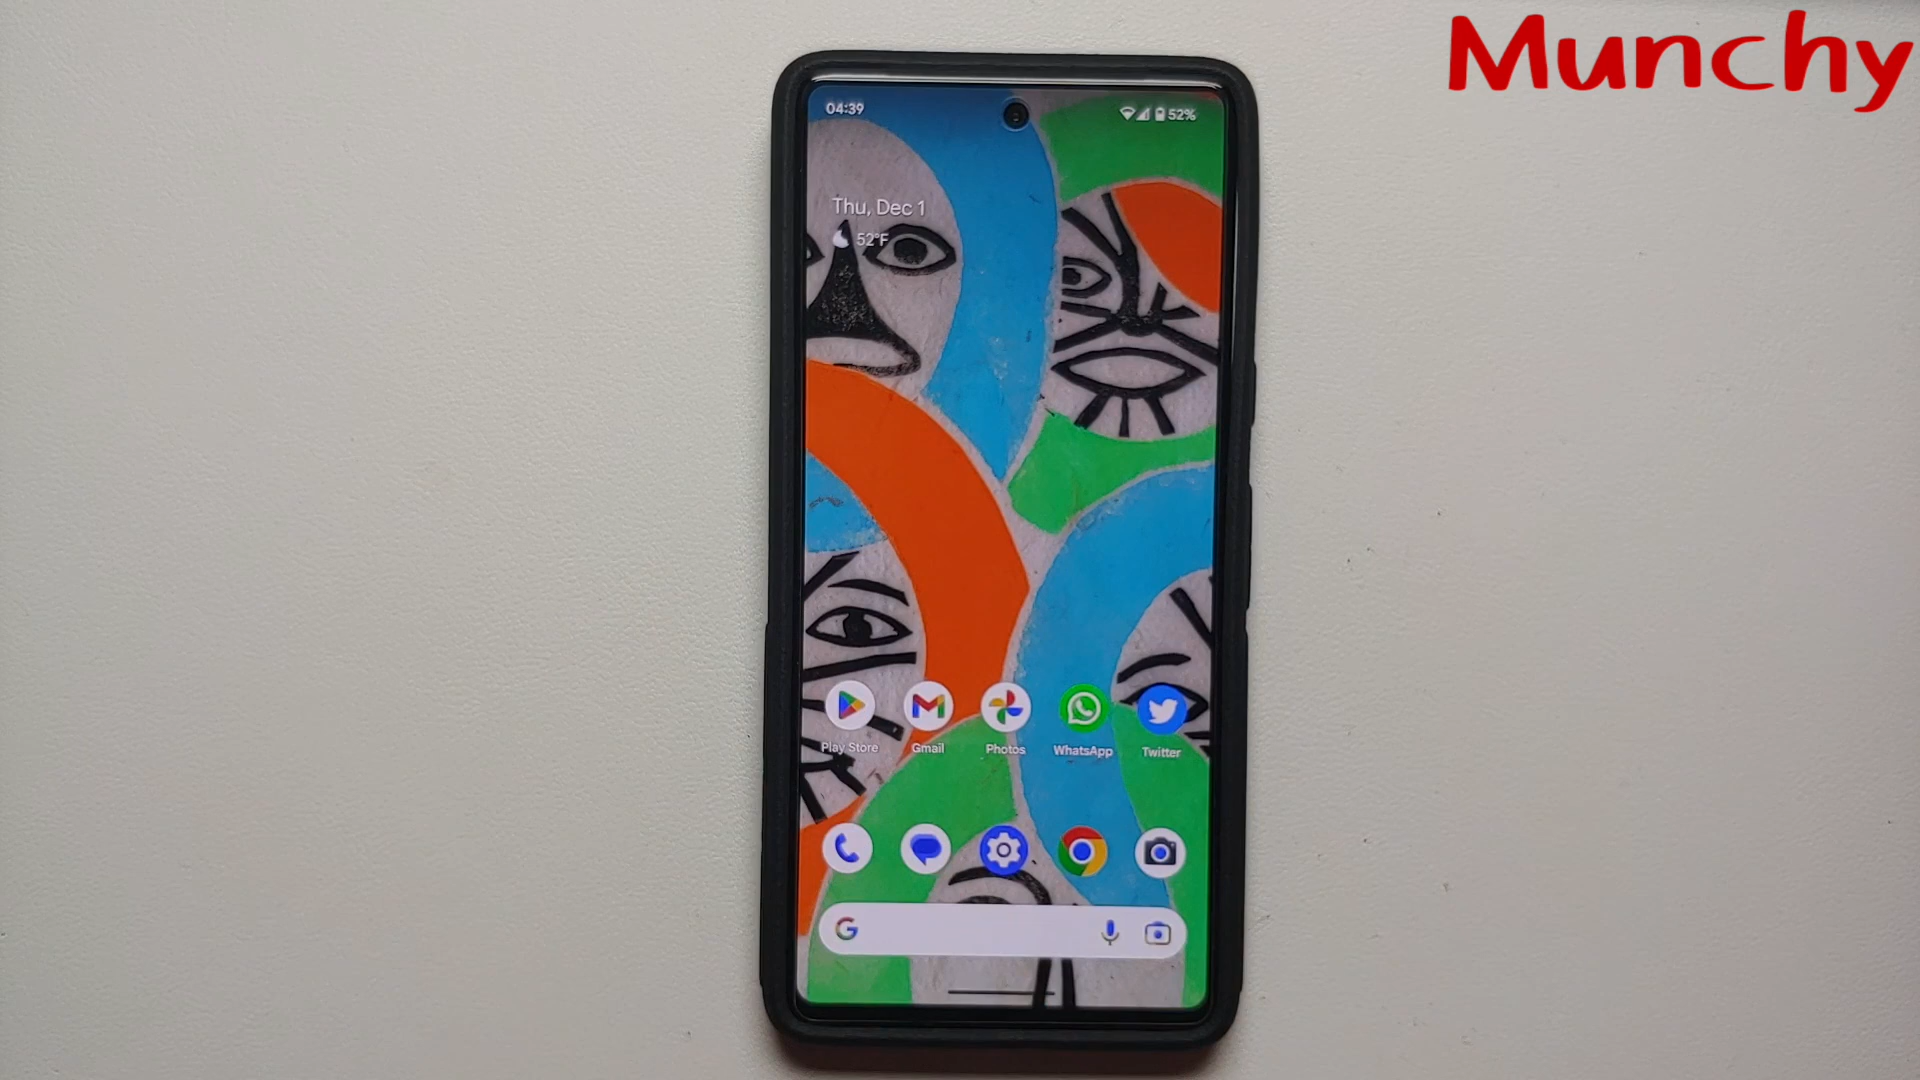 Munchy
04:39
52%
Thu, Dec 1
52°F
Play Store
Gmail
Photos
WhatsApp
Twitter
G